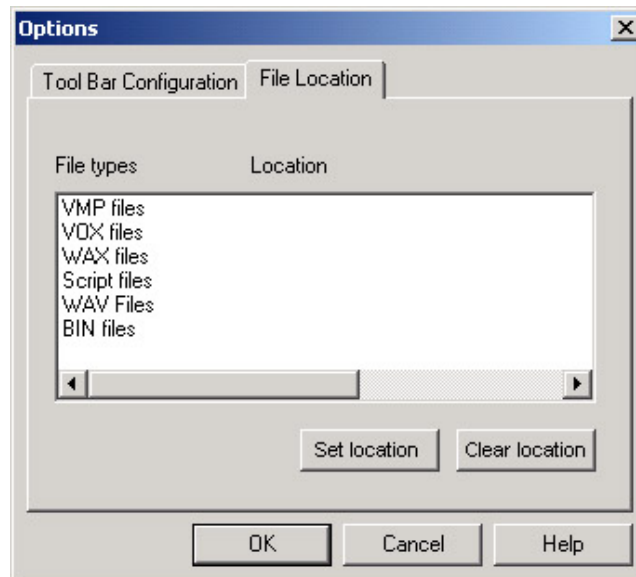 Options
Tool Bar Configuration File Location
File types Location
VMP files
VOX files
WAX files
Script files
WAV Files
BIN files
Set location Clear location
OK Cancel Help